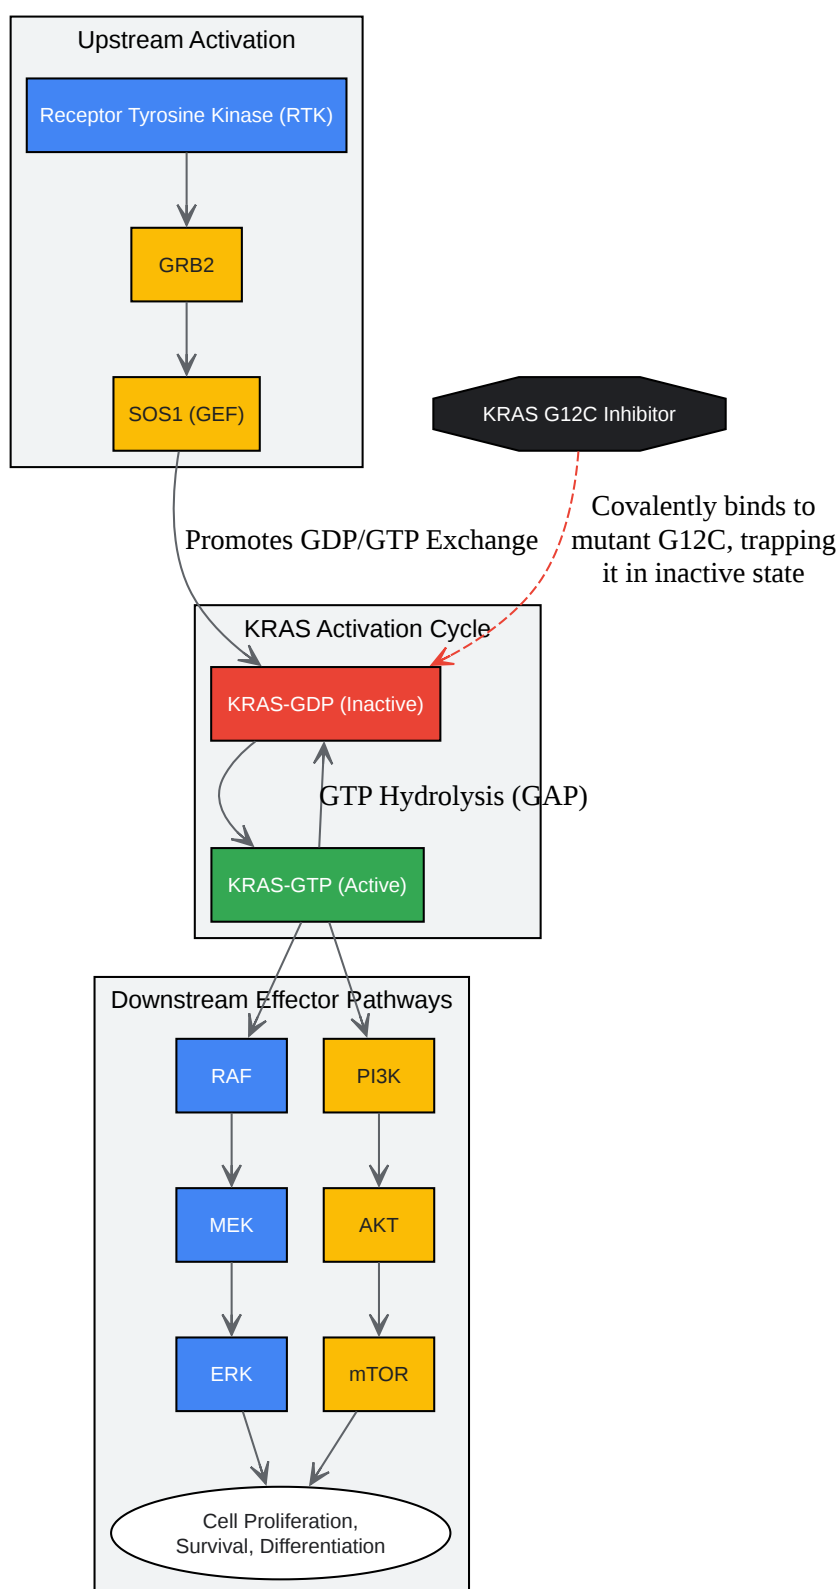 Upstream Activation
Receptor Tyrosine Kinase (RTK)
GRB2
SOS1 (GEF)
KRAS G12C Inhibitor
Promotes GDP/GTP Exchange
Covalently binds to
mutant G12C, trapping
it in inactive state
KRAS Activation Cycle
KRAS-GDP (Inactive)
GTP Hydrolysis (GAP)
KRAS-GTP (Active)
Downstream Effector Pathways
RAF
PI3K
MEK
AKT
ERK
mTOR
Cell Proliferation,
Survival, Differentiation